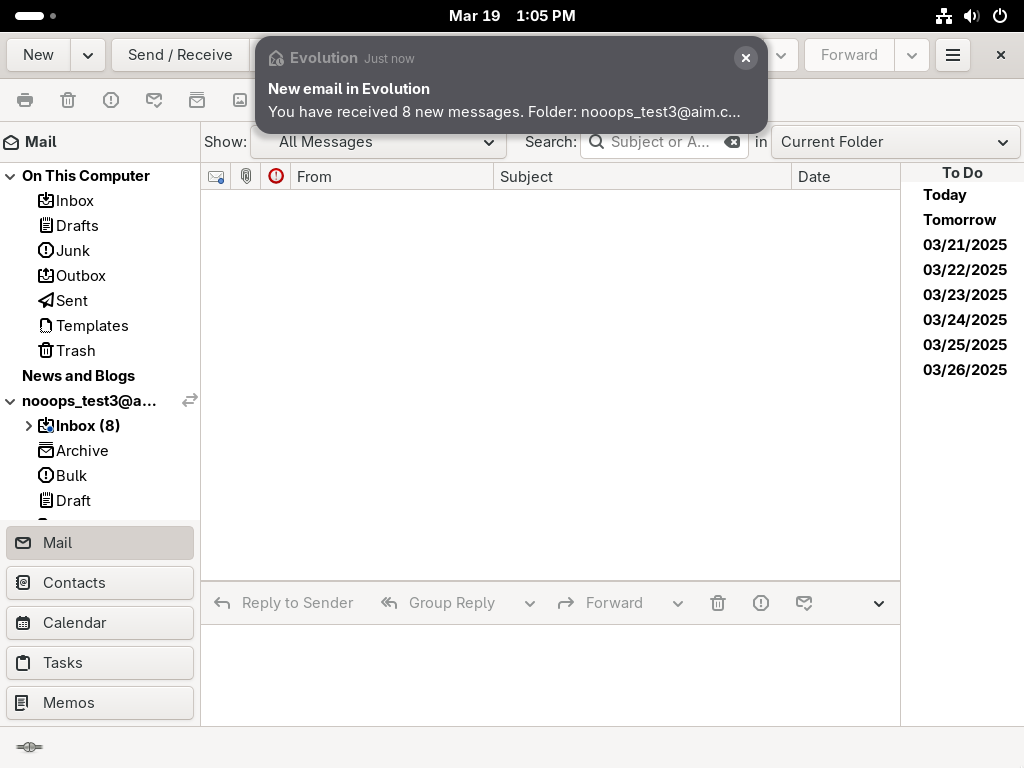 Mar 19 1:05 PM
New Send / Receive Forward
Evolution Just now
New email in Evolution
You have received 8 new messages. Folder: nooops_test3@aim.c...
Mail Show: All Messages Search: Subject or A... in Current Folder
On This Computer
Inbox
Drafts
Junk
Outbox
Sent
Templates
Trash
News and Blogs
nooops_test3@a...
Inbox (8)
Archive
Bulk
Draft
From Subject Date
To Do
Today
Tomorrow
03/21/2025
03/22/2025
03/23/2025
03/24/2025
03/25/2025
03/26/2025
Reply to Sender Group Reply Forward
Mail
Contacts
Calendar
Tasks
Memos